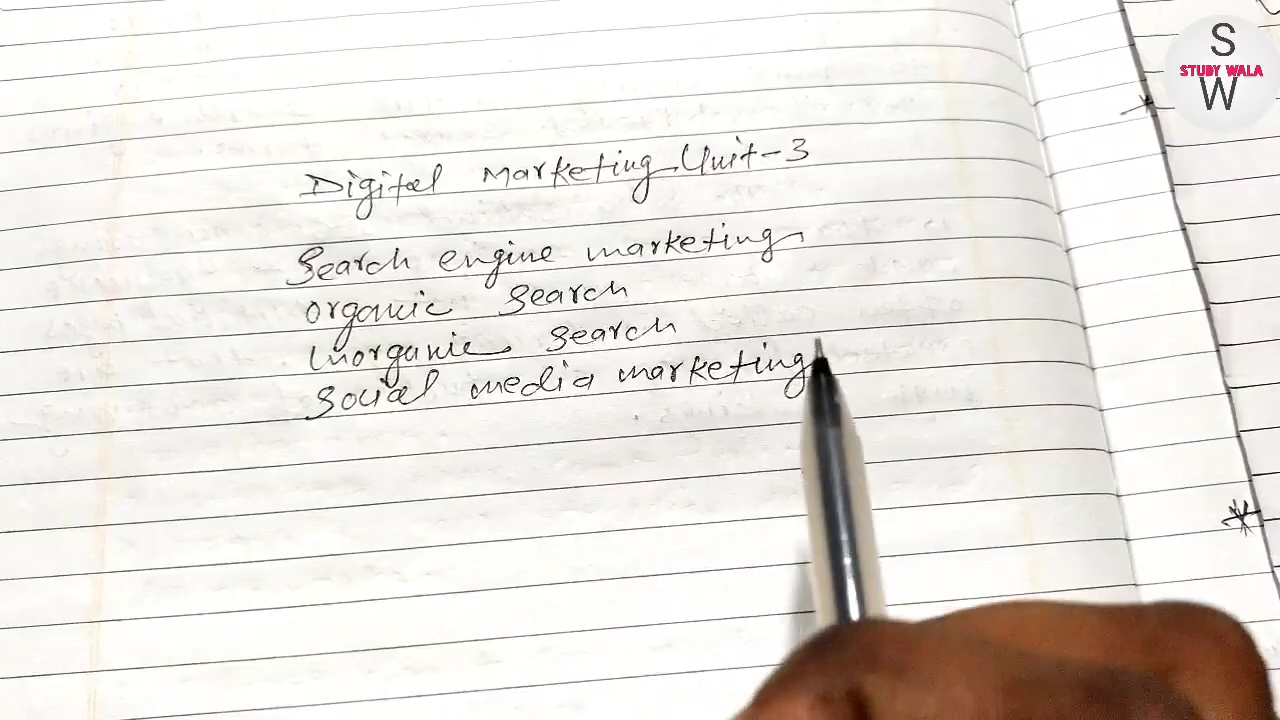 S
STUDY WALA
W
Digital Marketing Unit-3
Search engine marketing
organic search
Inorganic search
Social media marketing